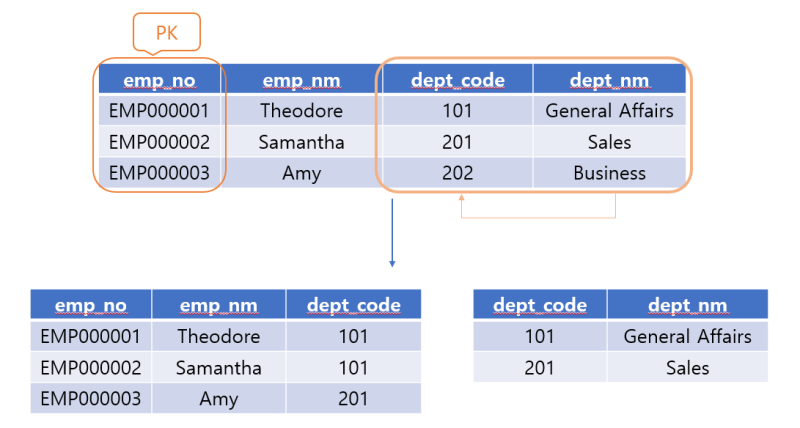 PK
emp_no emp_nm dept_code dept_nm
EMP000001 Theodore 101 General Affairs
EMP000002 Samantha 201 Sales
EMP000003 Amy 202 Business
emp_no emp_nm dept_code
EMP000001 Theodore 101
EMP000002 Samantha 101
EMP000003 Amy 201
dept_code dept_nm
101 General Affairs
201 Sales